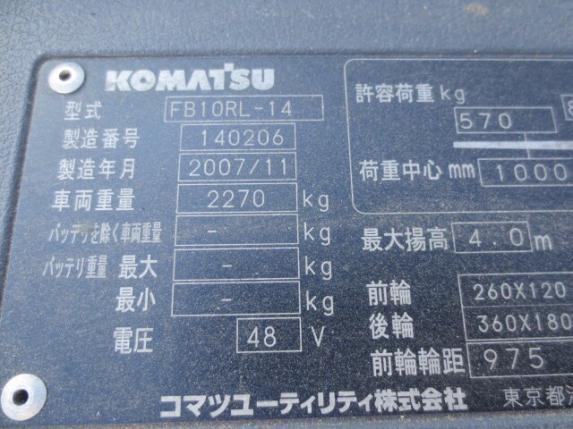 KOMATSU
型式 FB10RL-14
製造番号 140206
製造年月 2007/11
車両重量 2270 kg
バッテリを除く車両重量 - kg
バッテリ重量 最大 - kg
最小 - kg
電圧 48 V
許容荷重kg
570
荷重中心mm 1000
最大揚高 4.0 m
前輪 260X120
後輪 360X180
前輪輪距 975
コマツユーティリティ株式会社 東京都